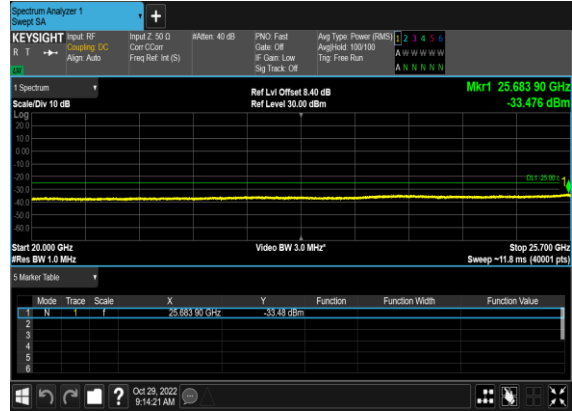 Spectrum Analyzer 1
Swept SA
KEYSIGHT
R T
LW
Input: RF
Coupling: DC
Align: Auto
Input Z: 50 Ω
Corr CCorr
Freq Ref: Int (S)
#Atten: 40 dB
PNO: Fast
Gate: Off
IF Gain: Low
Sig Track: Off
Avg Type: Power (RMS)
Avg|Hold: 100/100
Trig: Free Run
1 2 3 4 5 6
A W W W W W
A N N N N N
1 Spectrum
Scale/Div 10 dB
Ref Lvl Offset 8.40 dB
Ref Level 30.00 dBm
Mkr1 25.683 90 GHz
-33.476 dBm
Log
20.0
10.0
0.00
-10.0
-20.0
-30.0
-40.0
-50.0
-60.0
1
Start 20.000 GHz
#Res BW 1.0 MHz
Video BW 3.0 MHz*
Stop 25.700 GHz
Sweep ~11.8 ms (40001 pts)
5 Marker Table
Mode Trace Scale X Y Function Function Width Function Value
1 N 1 f 25.683 90 GHz -33.48 dBm
2
3
4
5
6
?
Oct 29, 2022
9:14:21 AM